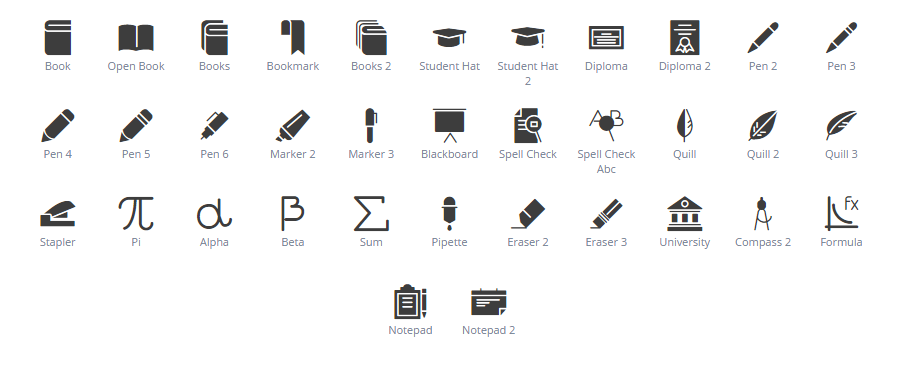 Book Open Book Books Bookmark Books 2 Student Hat Student Hat 2 Diploma Diploma 2 Pen 2 Pen 3
Pen 4 Pen 5 Pen 6 Marker 2 Marker 3 Blackboard Spell Check Spell Check Abc Quill Quill 2 Quill 3
A B
fx
Stapler Pi Alpha Beta Sum Pipette Eraser 2 Eraser 3 University Compass 2 Formula
Notepad Notepad 2